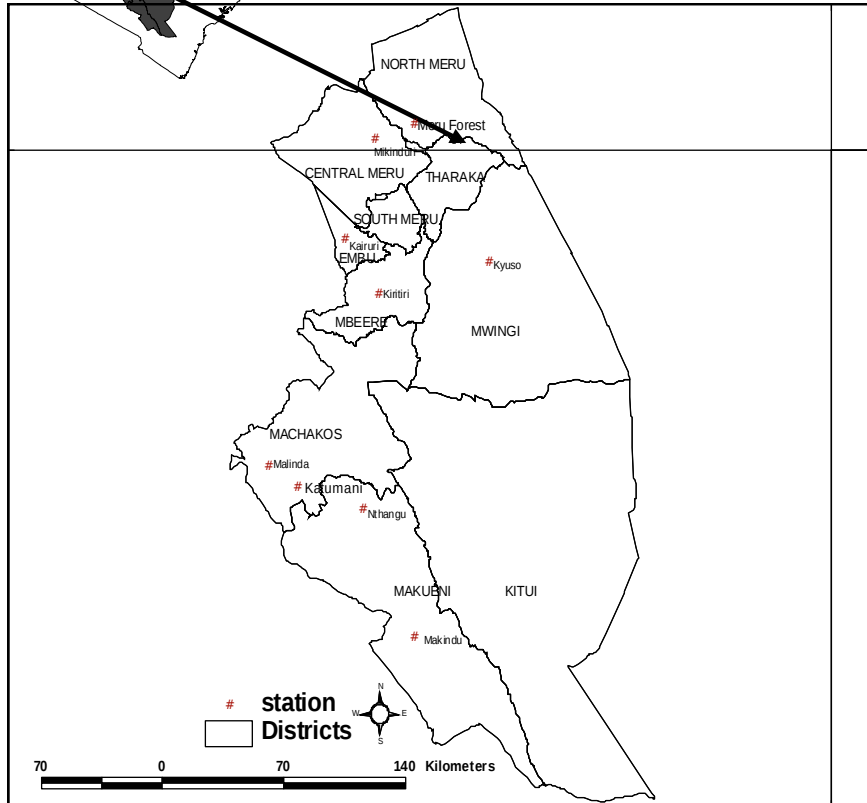 NORTH MERU
# Meru Forest
#
Mikinduri
CENTRAL MERU
THARAKA
SOUTH MERU
#
Kairuri
EMBU
# Kyuso
# Kiritiri
MBEERE
MWINGI
MACHAKOS
# Malinda
# Katumani
# Nthangu
MAKUENI
KITUI
# Makindu
# station
Districts
N
W E
S
70 0 70 140 Kilometers